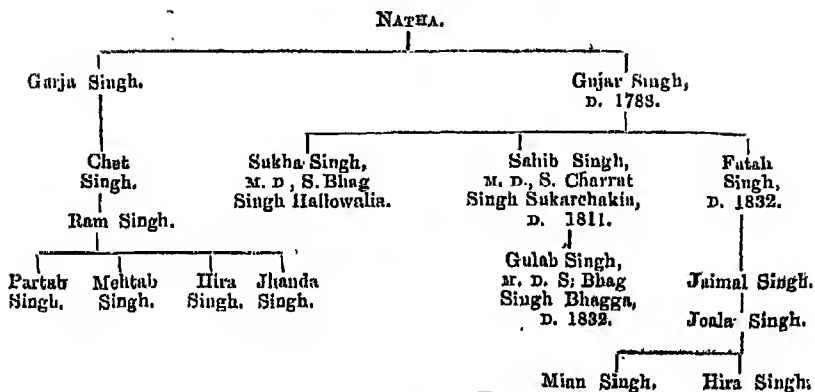 NATHA.
Garja Singh.
Gujar Singh,
D. 1788.
Chet
Singh.
Sukha Singh,
M. D., S. Bhag
Singh Hallowalia.
Sahib Singh,
M. D., S. Charrat
Singh Sukarchakia,
D. 1811.
Fatah
Singh,
D. 1832.
Ram Singh.
Gulab Singh,
M. D. S. Bhag
Singh Bhagga,
D. 1832.
Partab
Singh.
Mehtab
Singh.
Hira
Singh.
Jhanda
Singh.
Jaimal Singh.
Joala Singh.
Mian Singh.
Hira Singh.